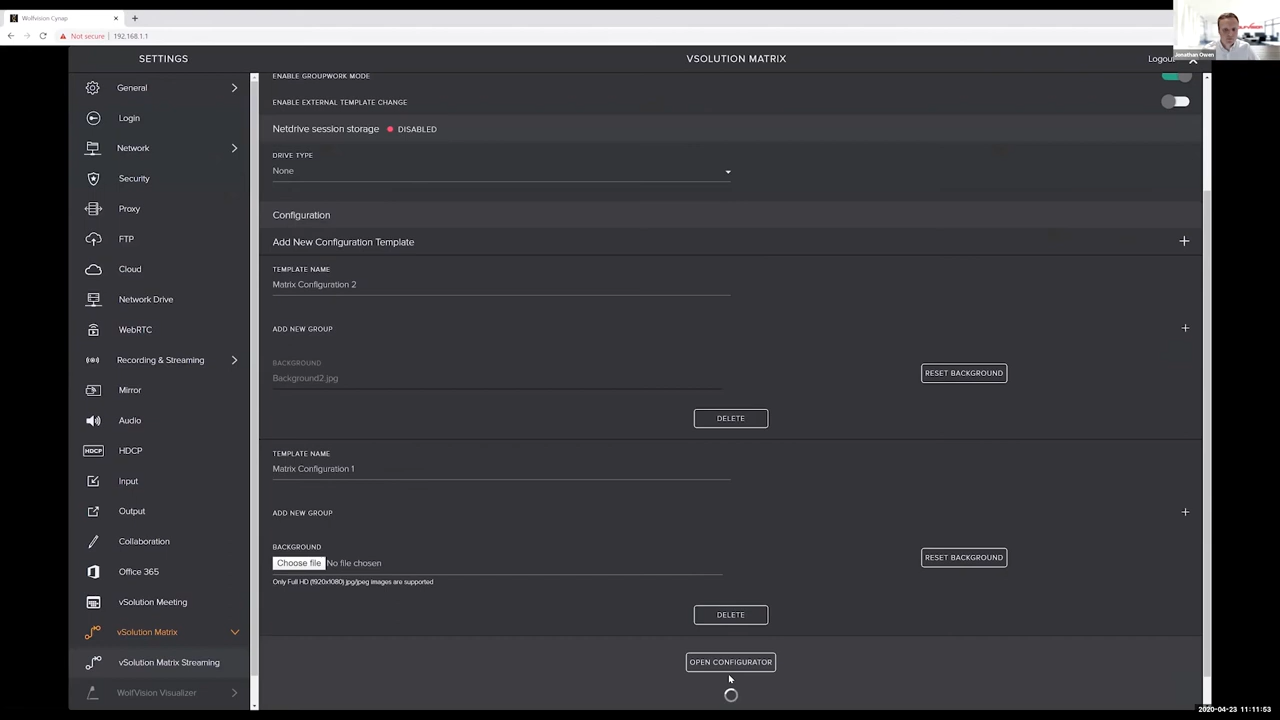 Wolfvision Cynap
Not secure
192.168.1.1
Jonathan Owen
SETTINGS
VSOLUTION MATRIX
Logout
General
Login
Network
Security
Proxy
FTP
Cloud
Network Drive
WebRTC
Recording & Streaming
Mirror
Audio
HDCP HDCP
Input
Output
Collaboration
Office 365
vSolution Meeting
vSolution Matrix
vSolution Matrix Streaming
WolfVision Visualizer
ENABLE GROUPWORK MODE
ENABLE EXTERNAL TEMPLATE CHANGE
Netdrive session storage DISABLED
DRIVE TYPE
None
Configuration
Add New Configuration Template
TEMPLATE NAME
Matrix Configuration 2
ADD NEW GROUP
BACKGROUND
Background2.jpg
RESET BACKGROUND
DELETE
TEMPLATE NAME
Matrix Configuration 1
ADD NEW GROUP
BACKGROUND
Choose file No file chosen
RESET BACKGROUND
Only Full HD (1920x1080) jpg/jpeg images are supported
DELETE
OPEN CONFIGURATOR
2020-04-23 11:11:53